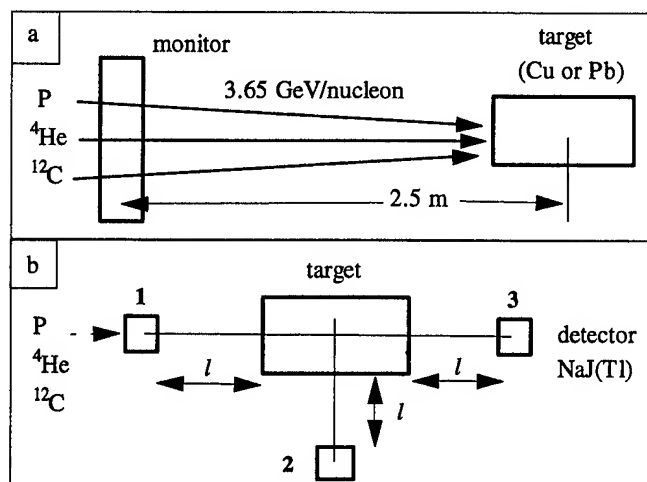 a
monitor
target
(Cu or Pb)
P
3.65 GeV/nucleon
⁴He
¹²C
2.5 m
b
target
1
3
P
detector
⁴He
NaJ(Tl)
¹²C
l
l
l
2